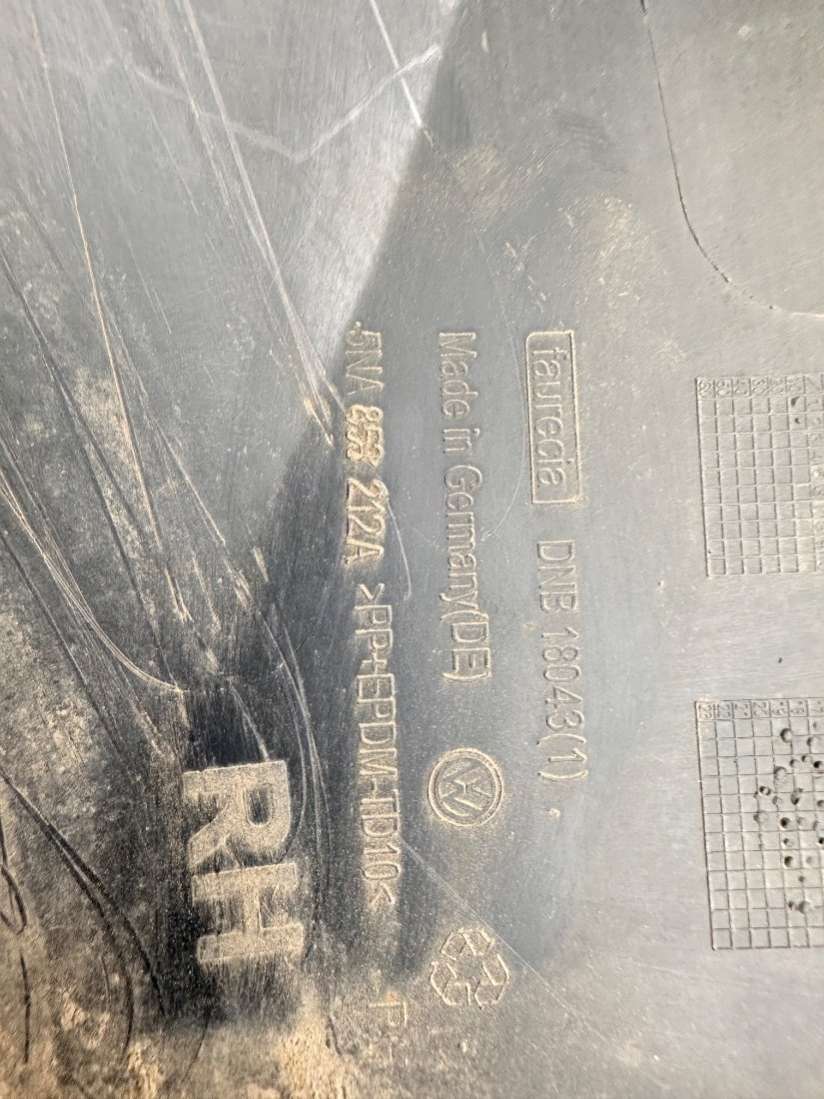 faurecia DNB 18043(1),
Made in Germany(DE)
5NA 853 212A >PP+EPDM-TD10<
-P-
RH